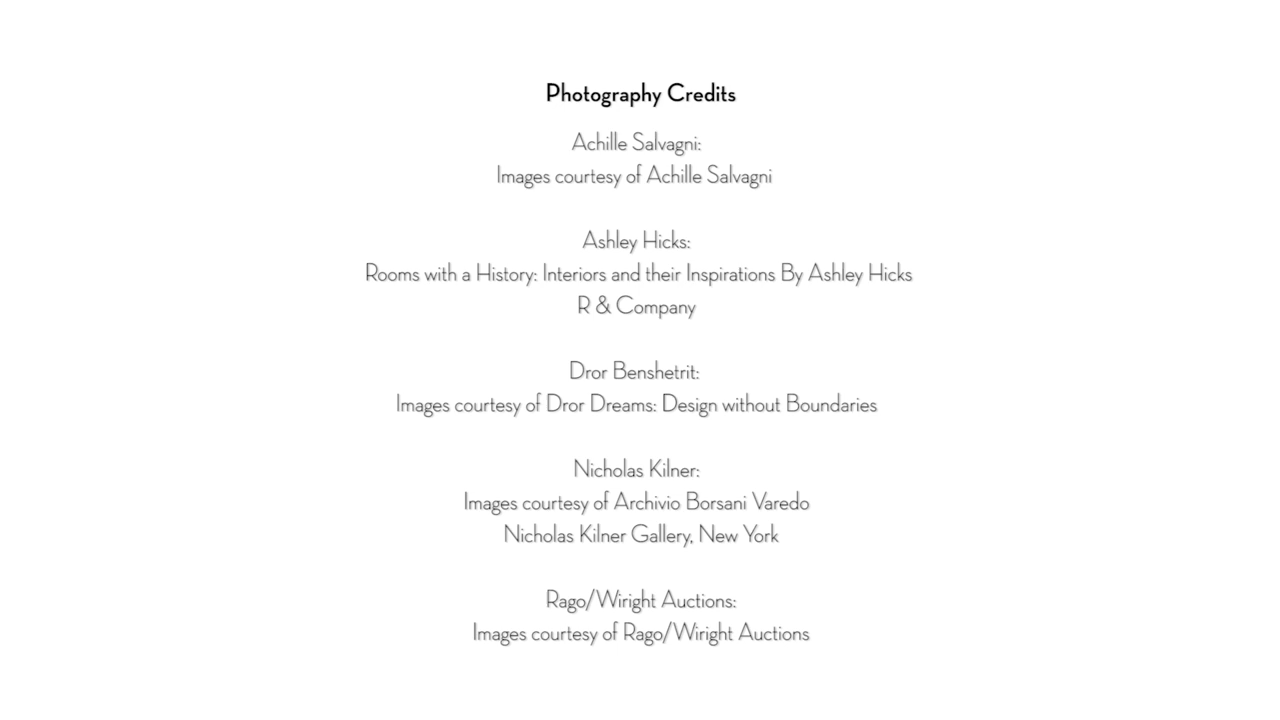 Photography Credits
Achille Salvagni:
Images courtesy of Achille Salvagni
Ashley Hicks:
Rooms with a History: Interiors and their Inspirations By Ashley Hicks
R & Company
Dror Benshetrit:
Images courtesy of Dror Dreams: Design without Boundaries
Nicholas Kilner:
Images courtesy of Archivio Borsani Varedo
Nicholas Kilner Gallery, New York
Rago/Wiright Auctions:
Images courtesy of Rago/Wiright Auctions